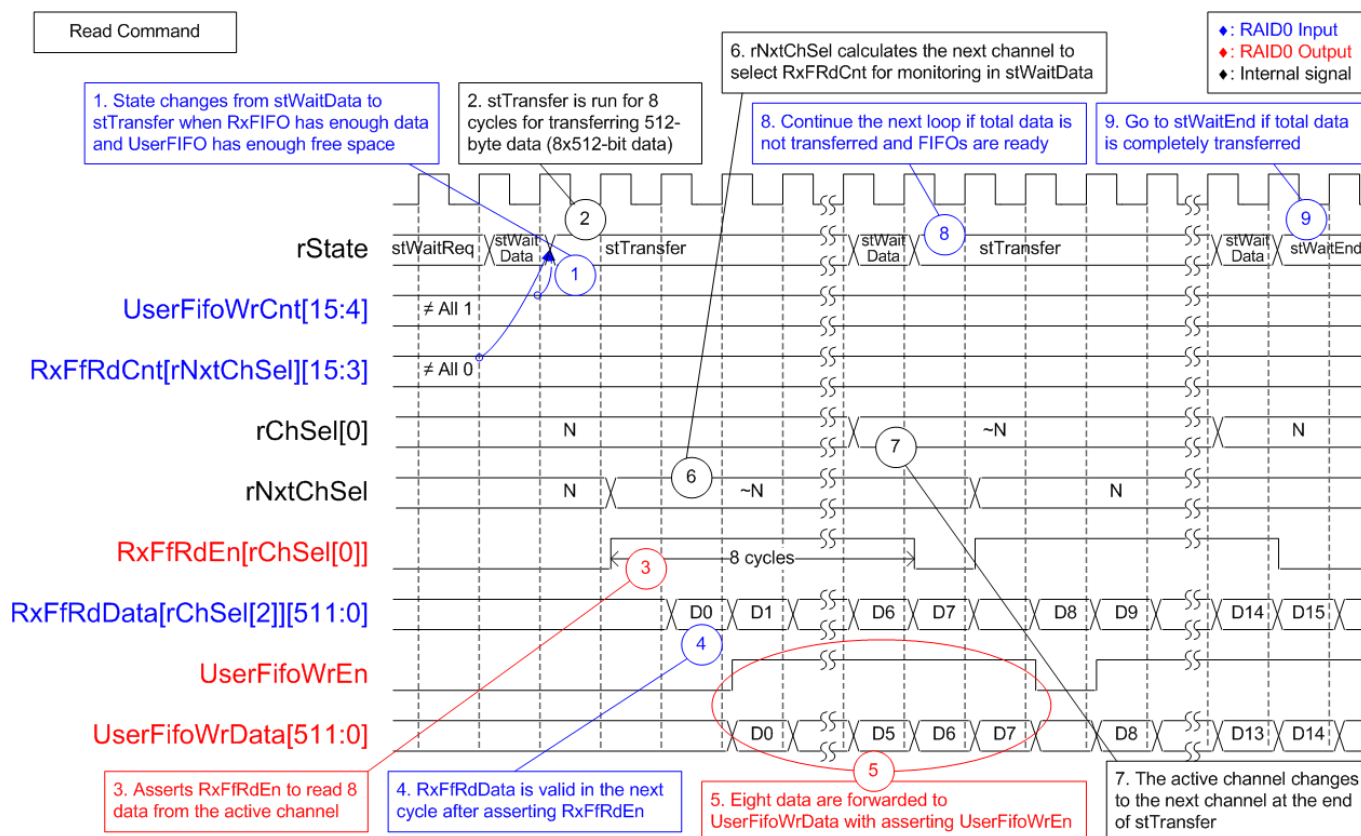 Read Command
♦: RAID0 Input
♦: RAID0 Output
♦: Internal signal
6. rNxtChSel calculates the next channel to
select RxFRdCnt for monitoring in stWaitData
1. State changes from stWaitData to
stTransfer when RxFIFO has enough data
and UserFIFO has enough free space
2. stTransfer is run for 8
cycles for transferring 512-
byte data (8x512-bit data)
8. Continue the next loop if total data is
not transferred and FIFOs are ready
9. Go to stWaitEnd if total data
is completely transferred
2
8
9
rState
stWaitReq
stWait
Data
stTransfer
stWait
Data
stTransfer
stWait
Data
stWaitEnd
1
UserFifoWrCnt[15:4]
≠ All 1
RxFfRdCnt[rNxtChSel][15:3]
≠ All 0
rChSel[0]
N
7
~N
N
rNxtChSel
N
6
~N
N
RxFfRdEn[rChSel[0]]
3
8 cycles
RxFfRdData[rChSel[2]][511:0]
D0
D1
D6
D7
D8
D9
D14
D15
4
UserFifoWrEn
UserFifoWrData[511:0]
D0
D5
D6
D7
D8
D13
D14
5
3. Asserts RxFfRdEn to read 8
data from the active channel
4. RxFfRdData is valid in the next
cycle after asserting RxFfRdEn
5. Eight data are forwarded to
UserFifoWrData with asserting UserFifoWrEn
7. The active channel changes
to the next channel at the end
of stTransfer